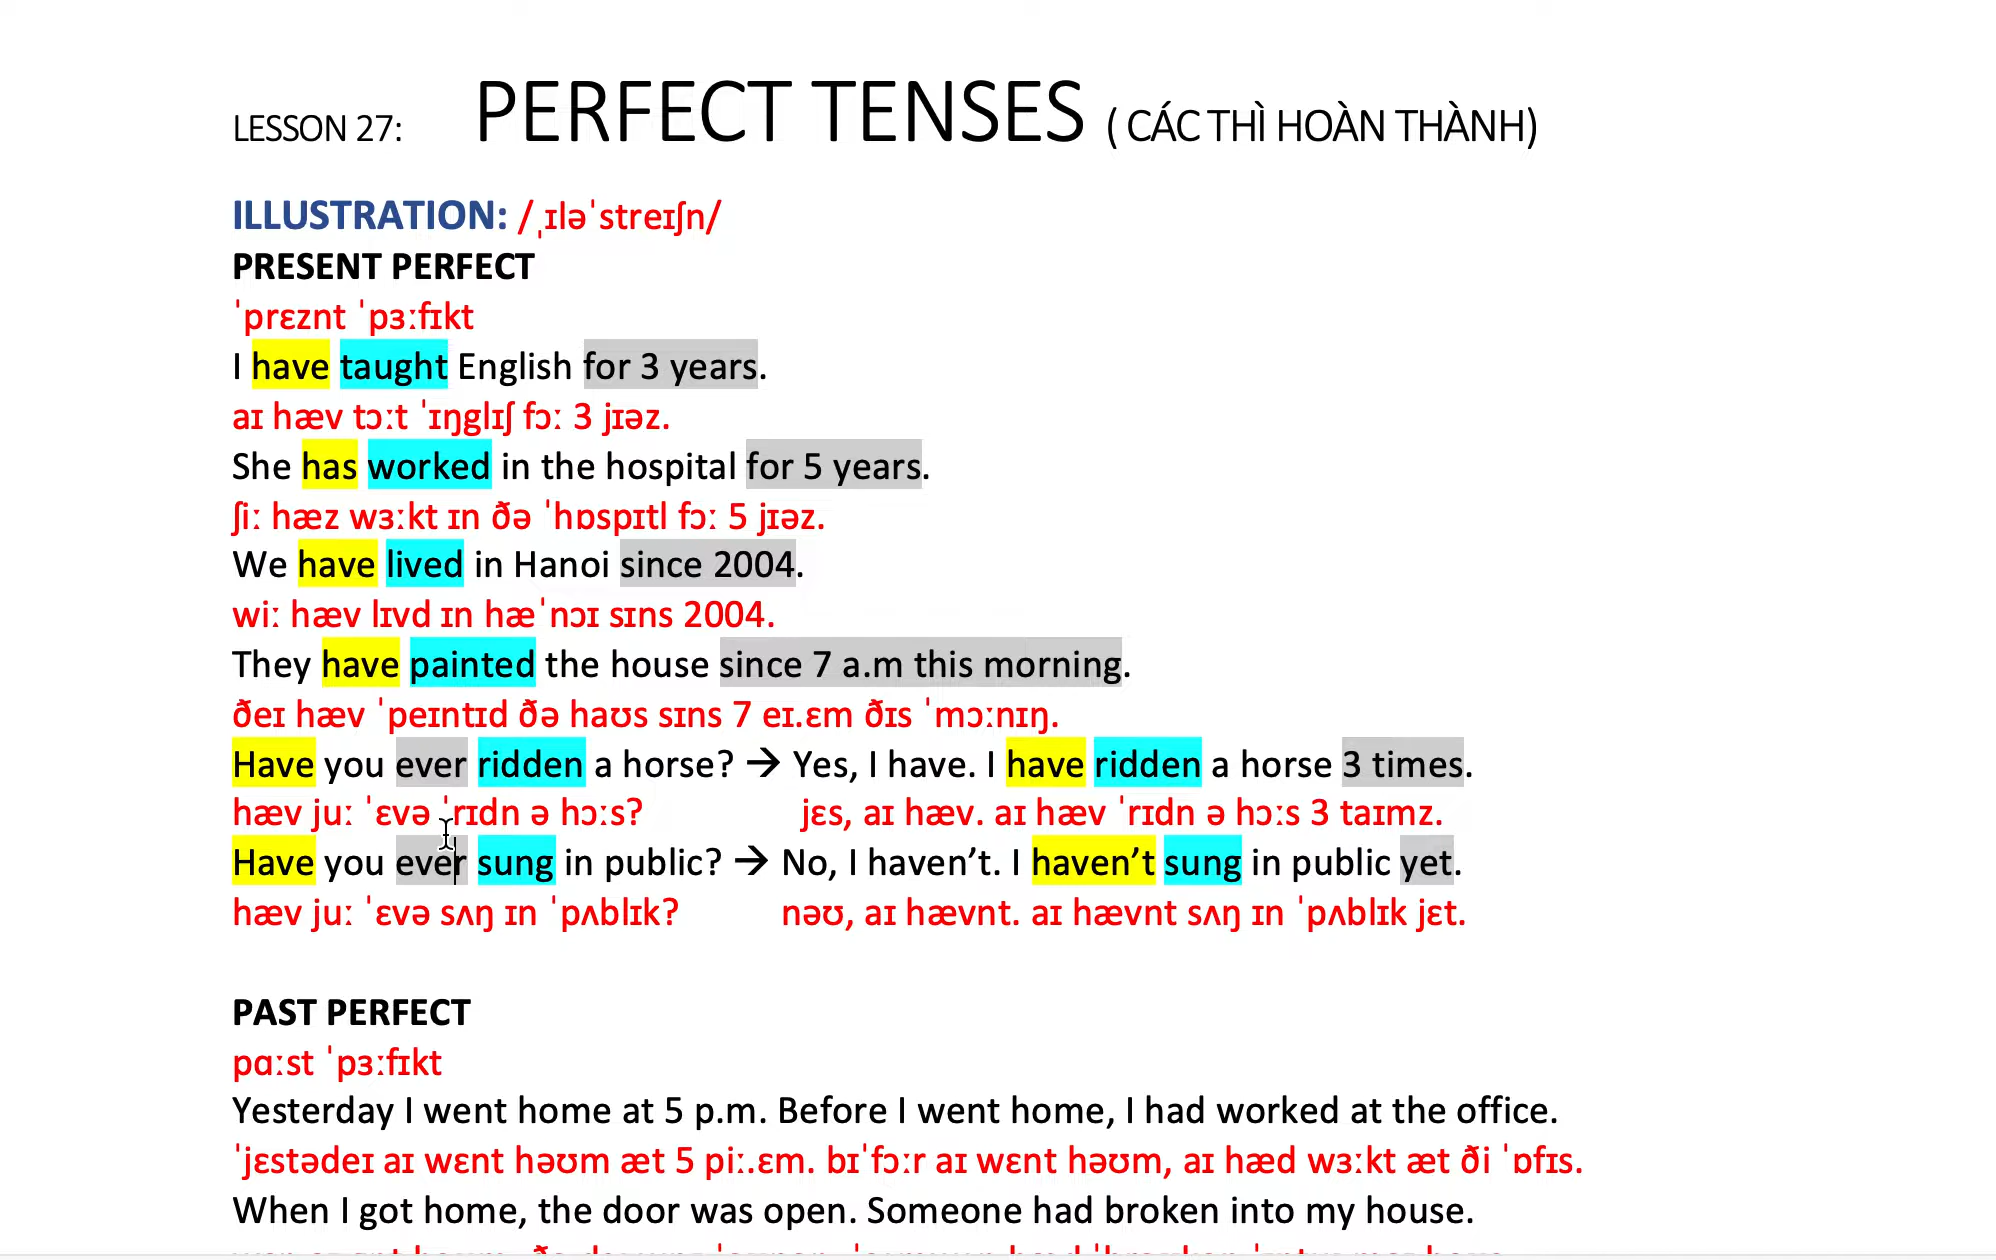 LESSON 27: PERFECT TENSES ( CÁC THÌ HOÀN THÀNH)
ILLUSTRATION: /ˌɪləˈstreɪʃn/
PRESENT PERFECT
ˈprɛznt ˈpɜːfɪkt
I have taught English for 3 years.
aɪ hæv tɔːt ˈɪŋglɪʃ fɔː 3 jɪəz.
She has worked in the hospital for 5 years.
ʃiː hæz wɜːkt ɪn ðə ˈhɒspɪtl fɔː 5 jɪəz.
We have lived in Hanoi since 2004.
wiː hæv lɪvd ɪn hæˈnɔɪ sɪns 2004.
They have painted the house since 7 a.m this morning.
ðeɪ hæv ˈpeɪntɪd ðə haʊs sɪns 7 eɪ.ɛm ðɪs ˈmɔːnɪŋ.
Have you ever ridden a horse? → Yes, I have. I have ridden a horse 3 times.
hæv juː ˈɛvə ˈrɪdn ə hɔːs? jɛs, aɪ hæv. aɪ hæv ˈrɪdn ə hɔːs 3 taɪmz.
Have you ever sung in public? → No, I haven’t. I haven’t sung in public yet.
hæv juː ˈɛvə sʌŋ ɪn ˈpʌblɪk? nəʊ, aɪ hævnt. aɪ hævnt sʌŋ ɪn ˈpʌblɪk jɛt.
PAST PERFECT
pɑːst ˈpɜːfɪkt
Yesterday I went home at 5 p.m. Before I went home, I had worked at the office.
ˈjɛstədeɪ aɪ wɛnt həʊm æt 5 piː.ɛm. bɪˈfɔːr aɪ wɛnt həʊm, aɪ hæd wɜːkt æt ði ˈɒfɪs.
When I got home, the door was open. Someone had broken into my house.